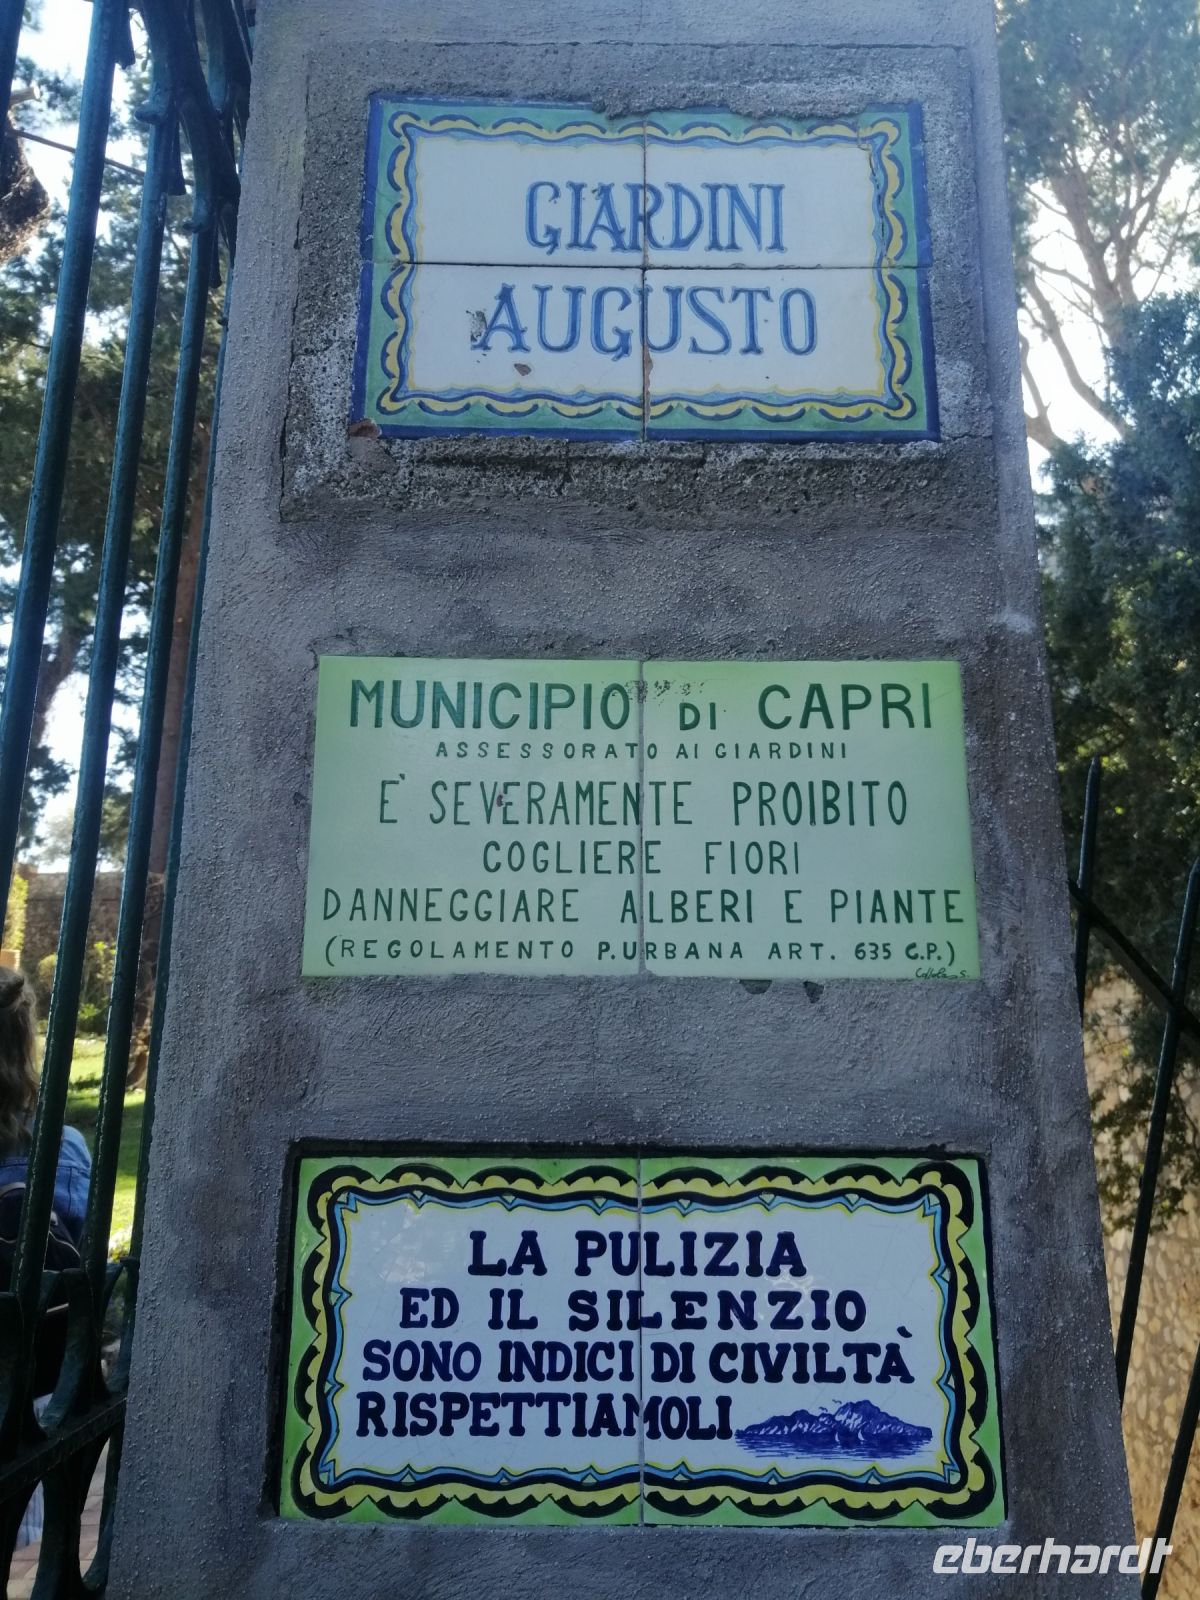 GIARDINI
AUGUSTO
MUNICIPIO DI CAPRI
ASSESSORATO AI GIARDINI
E' SEVERAMENTE PROIBITO
COGLIERE FIORI
DANNEGGIARE ALBERI E PIANTE
(REGOLAMENTO P.URBANA ART. 635 C.P.)
LA PULIZIA
ED IL SILENZIO
SONO INDICI DI CIVILTÀ
RISPETTIAMOLI
eberhardt